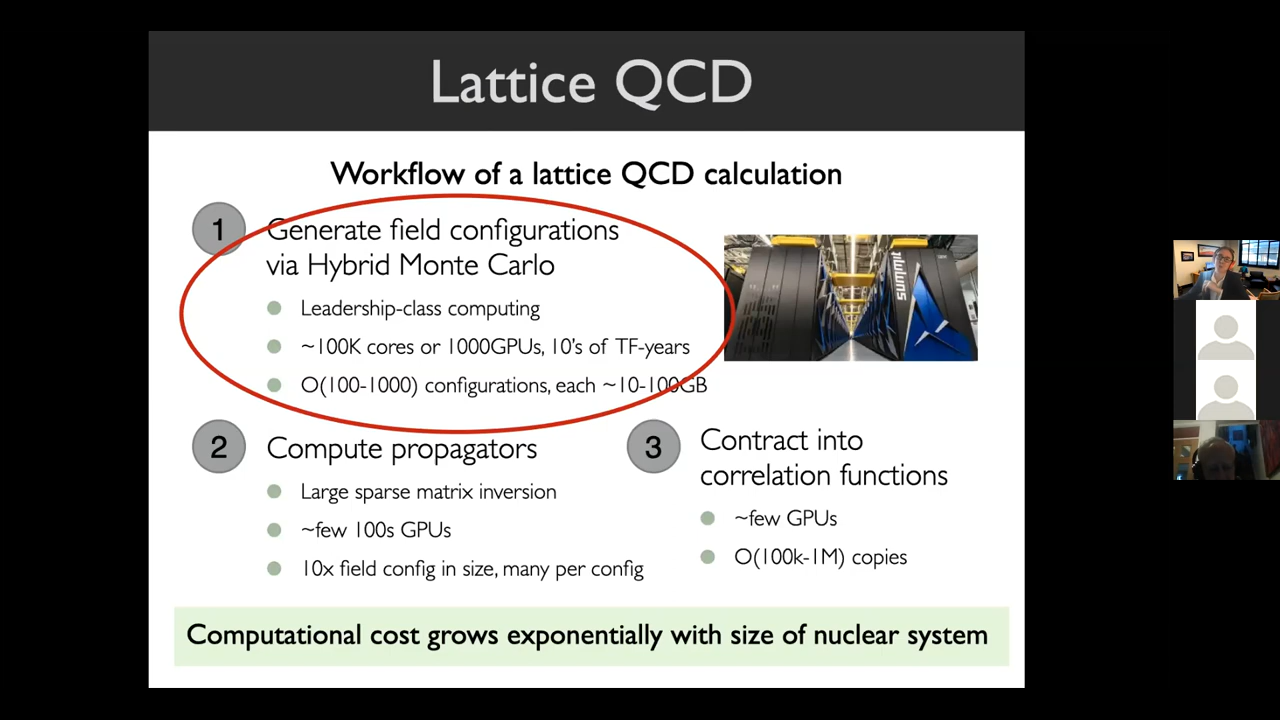 Lattice QCD
Workflow of a lattice QCD calculation
1
Generate field configurations
via Hybrid Monte Carlo
Leadership-class computing
~100K cores or 1000GPUs, 10's of TF-years
O(100-1000) configurations, each ~10-100GB
summit
IBM
2
Compute propagators
Large sparse matrix inversion
~few 100s GPUs
10x field config in size, many per config
3
Contract into
correlation functions
~few GPUs
O(100k-1M) copies
Computational cost grows exponentially with size of nuclear system